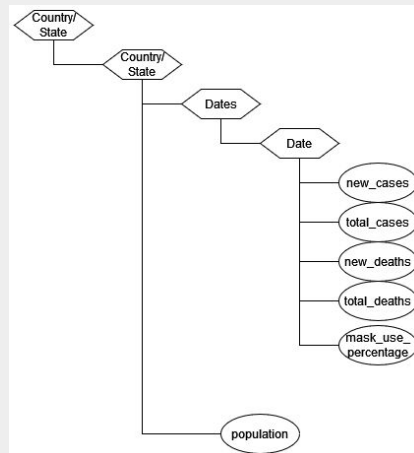 Country/
State
Country/
State
Dates
Date
new_cases
total_cases
new_deaths
total_deaths
mask_use_
percentage
population